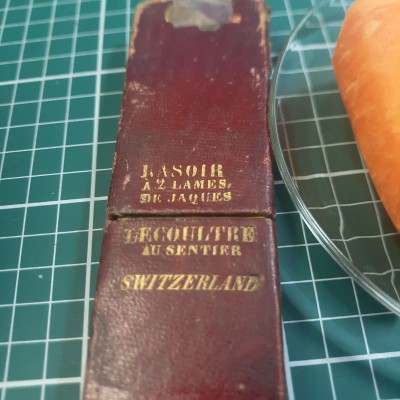 RASOIR
A 2 LAMES.
DE JAQUES
LECOULTRE
AU SENTIER
SWITZERLAND